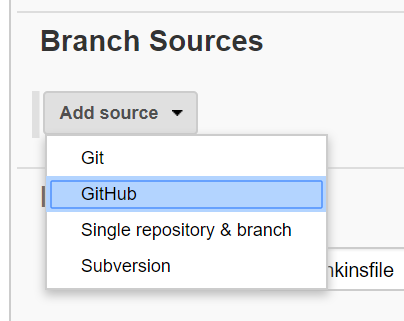 Branch Sources
Add source
Git
GitHub
Single repository & branch
Subversion
nkinsfile